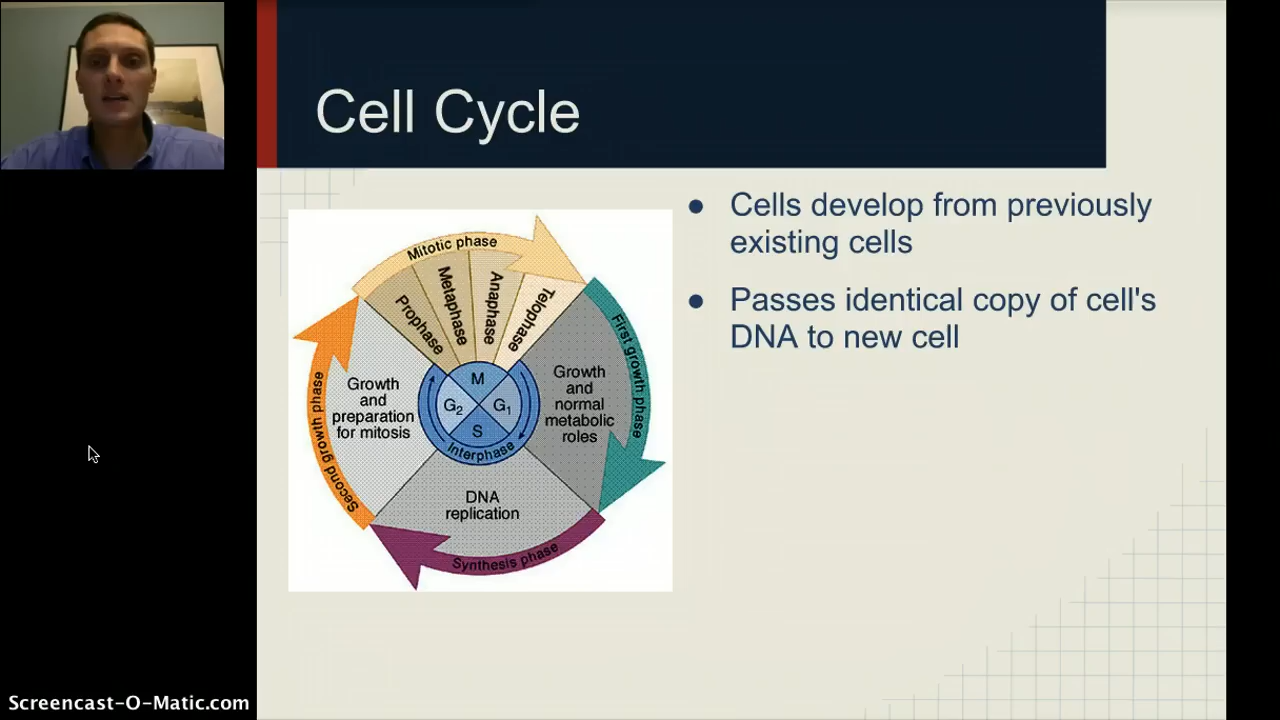 Cell Cycle
● Cells develop from previously
existing cells
● Passes identical copy of cell's
DNA to new cell
Mitotic phase
Prophase
Metaphase
Anaphase
Telophase
First growth phase
Growth
and
normal
metabolic
roles
Synthesis phase
DNA
replication
Second growth phase
Growth
and
preparation
for mitosis
M
G₂ G₁
S
Interphase
Screencast-O-Matic.com